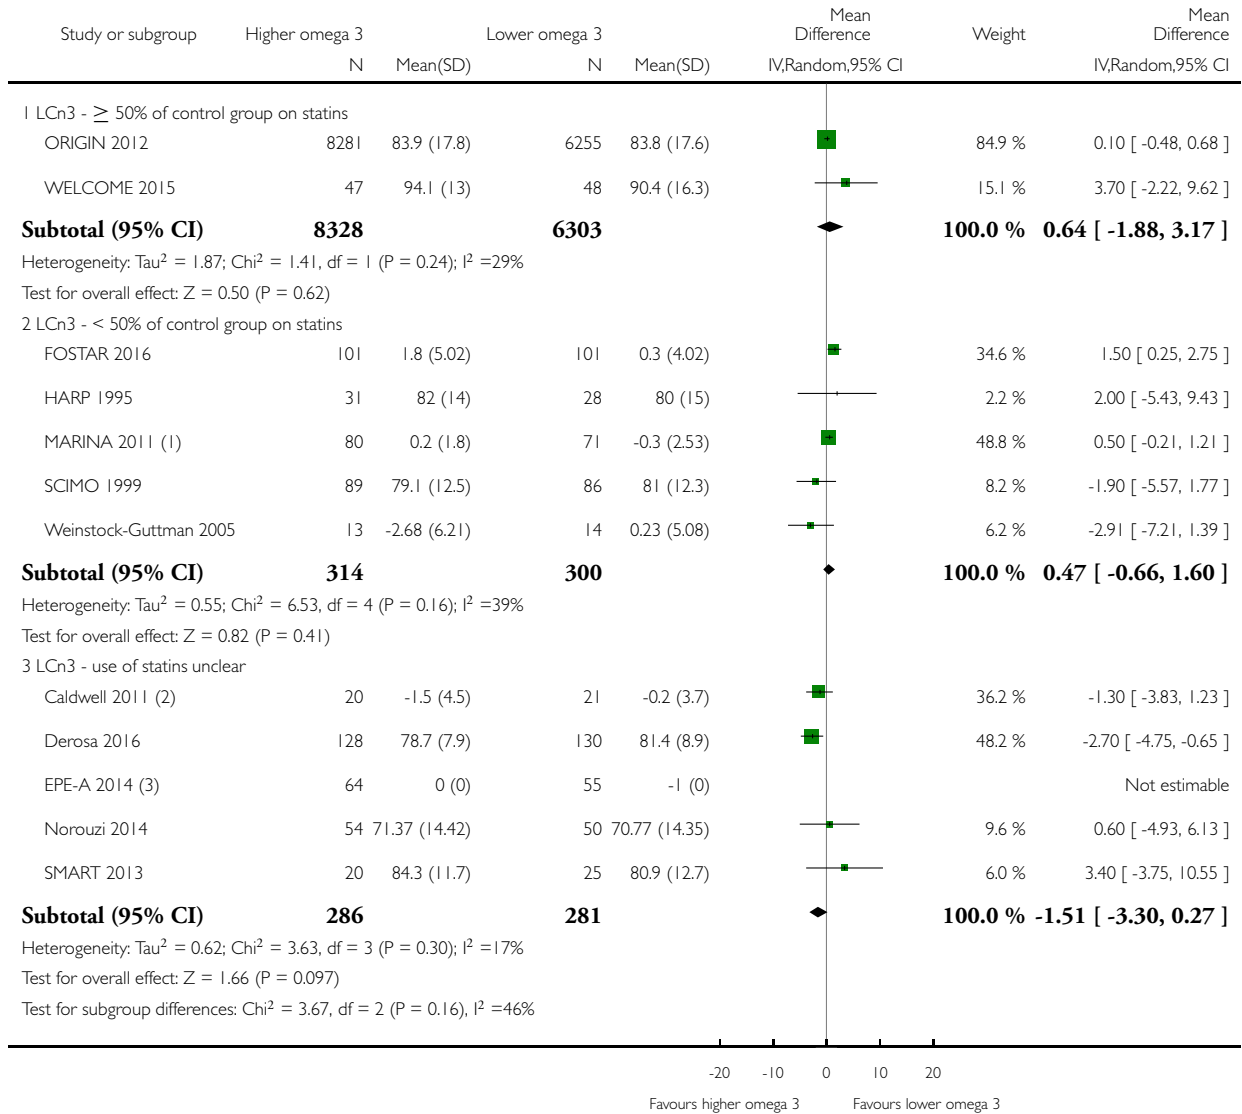 Study or subgroup Higher omega 3 Lower omega 3 Mean Difference Weight Mean Difference
N Mean(SD) N Mean(SD) IV,Random,95% CI IV,Random,95% CI
1 LCn3 - ≥ 50% of control group on statins
ORIGIN 2012 8281 83.9 (17.8) 6255 83.8 (17.6) 84.9 % 0.10 [ -0.48, 0.68 ]
WELCOME 2015 47 94.1 (13) 48 90.4 (16.3) 15.1 % 3.70 [ -2.22, 9.62 ]
Subtotal (95% CI) 8328 6303 100.0 % 0.64 [ -1.88, 3.17 ]
Heterogeneity: Tau² = 1.87; Chi² = 1.41, df = 1 (P = 0.24); I² =29%
Test for overall effect: Z = 0.50 (P = 0.62)
2 LCn3 - < 50% of control group on statins
FOSTAR 2016 101 1.8 (5.02) 101 0.3 (4.02) 34.6 % 1.50 [ 0.25, 2.75 ]
HARP 1995 31 82 (14) 28 80 (15) 2.2 % 2.00 [ -5.43, 9.43 ]
MARINA 2011 (1) 80 0.2 (1.8) 71 -0.3 (2.53) 48.8 % 0.50 [ -0.21, 1.21 ]
SCIMO 1999 89 79.1 (12.5) 86 81 (12.3) 8.2 % -1.90 [ -5.57, 1.77 ]
Weinstock-Guttman 2005 13 -2.68 (6.21) 14 0.23 (5.08) 6.2 % -2.91 [ -7.21, 1.39 ]
Subtotal (95% CI) 314 300 100.0 % 0.47 [ -0.66, 1.60 ]
Heterogeneity: Tau² = 0.55; Chi² = 6.53, df = 4 (P = 0.16); I² =39%
Test for overall effect: Z = 0.82 (P = 0.41)
3 LCn3 - use of statins unclear
Caldwell 2011 (2) 20 -1.5 (4.5) 21 -0.2 (3.7) 36.2 % -1.30 [ -3.83, 1.23 ]
Derosa 2016 128 78.7 (7.9) 130 81.4 (8.9) 48.2 % -2.70 [ -4.75, -0.65 ]
EPE-A 2014 (3) 64 0 (0) 55 -1 (0) Not estimable
Norouzi 2014 54 71.37 (14.42) 50 70.77 (14.35) 9.6 % 0.60 [ -4.93, 6.13 ]
SMART 2013 20 84.3 (11.7) 25 80.9 (12.7) 6.0 % 3.40 [ -3.75, 10.55 ]
Subtotal (95% CI) 286 281 100.0 % -1.51 [ -3.30, 0.27 ]
Heterogeneity: Tau² = 0.62; Chi² = 3.63, df = 3 (P = 0.30); I² =17%
Test for overall effect: Z = 1.66 (P = 0.097)
Test for subgroup differences: Chi² = 3.67, df = 2 (P = 0.16), I² =46%
-20 -10 0 10 20
Favours higher omega 3 Favours lower omega 3